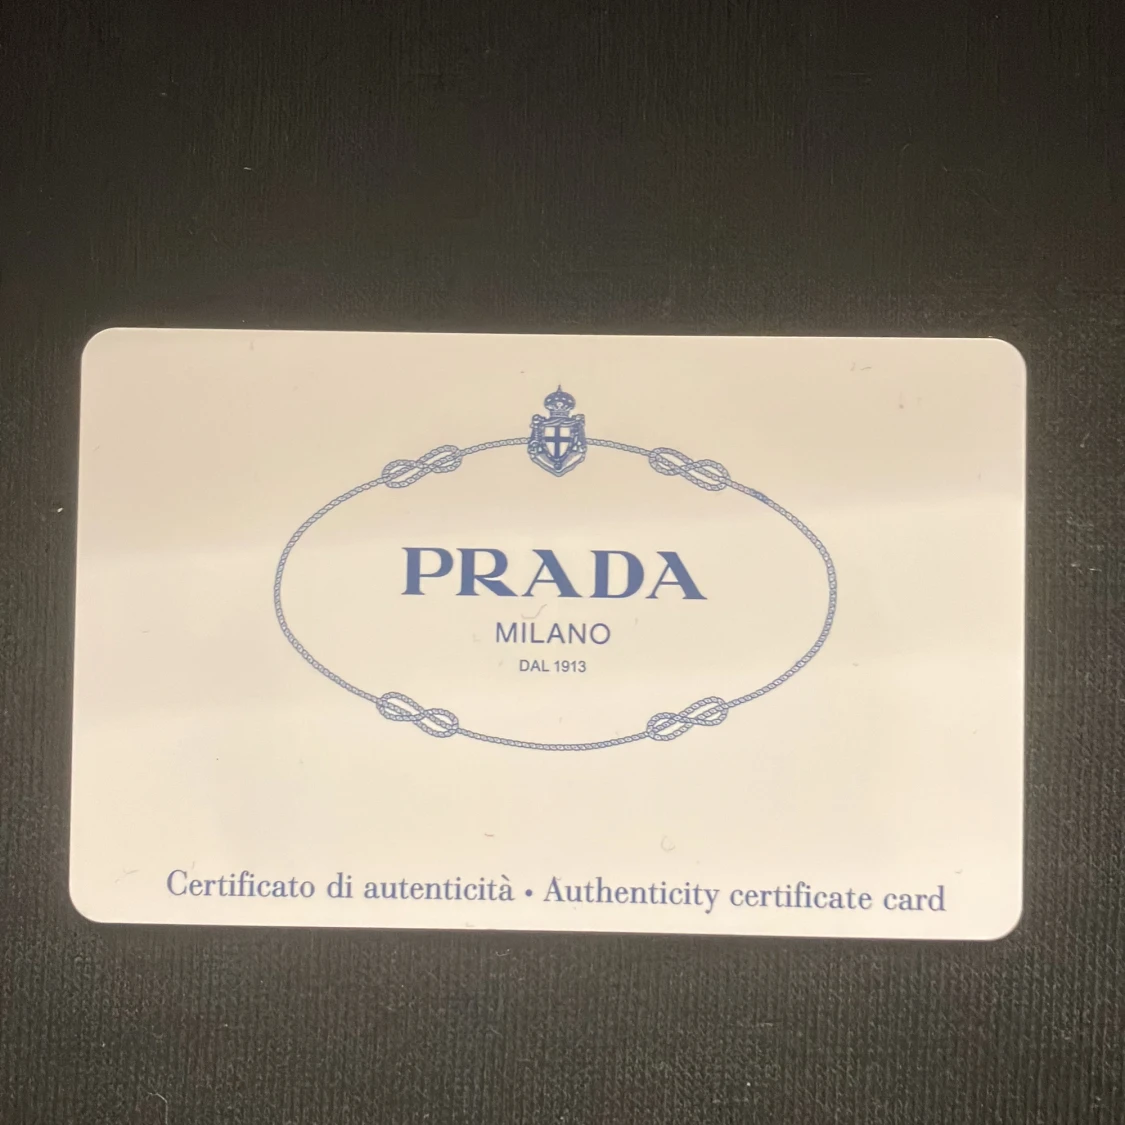 PRADA
MILANO
DAL 1913
Certificato di autenticità • Authenticity certificate card